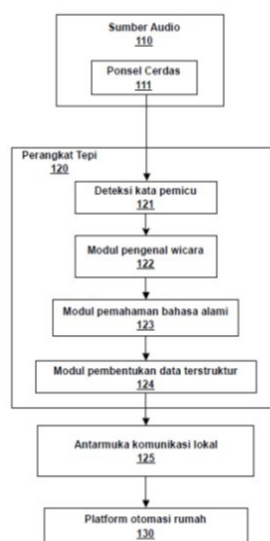 Sumber Audio
110
Ponsel Cerdas
111
Perangkat Tepi
120
Deteksi kata pemicu
121
Modul pengenal wicara
122
Modul pemahaman bahasa alami
123
Modul pembentukan data terstruktur
124
Antarmuka komunikasi lokal
125
Platform otomasi rumah
130